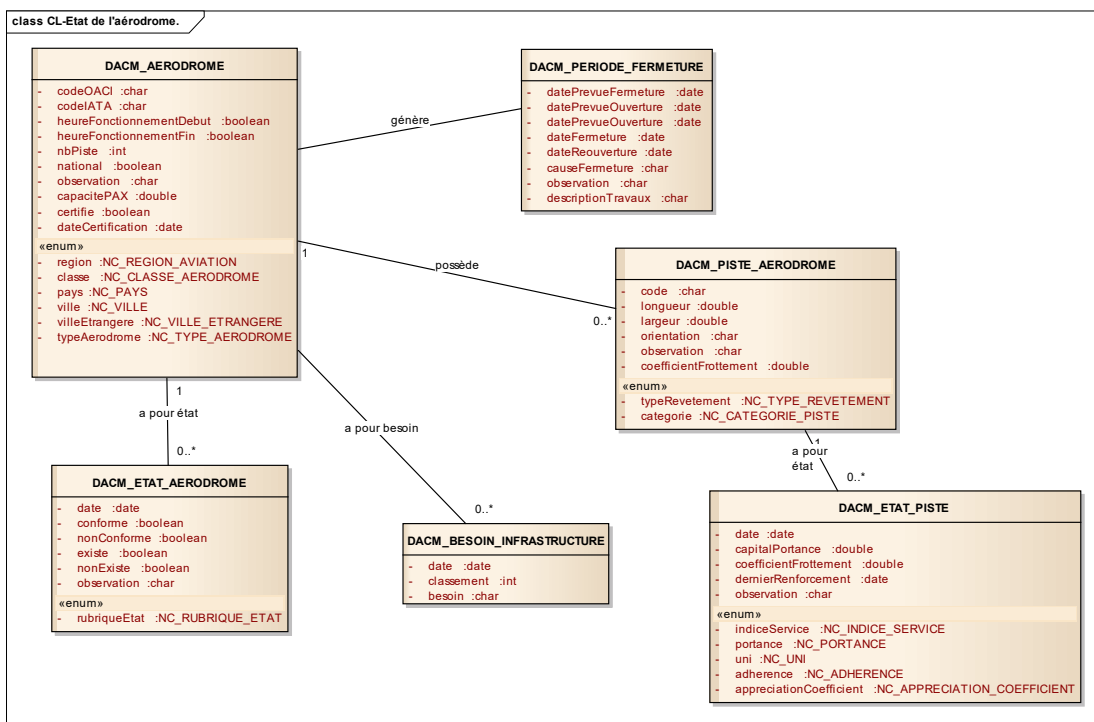 class CL-Etat de l'aérodrome.
DACM_AERODROME
- codeOACI :char
- codeIATA :char
- heureFonctionnementDebut :boolean
- heureFonctionnementFin :boolean
- nbPiste :int
- national :boolean
- observation :char
- capacitePAX :double
- certifie :boolean
- dateCertification :date
«enum»
- region :NC_REGION_AVIATION
- classe :NC_CLASSE_AERODROME
- pays :NC_PAYS
- ville :NC_VILLE
- villeEtrangere :NC_VILLE_ETRANGERE
- typeAerodrome :NC_TYPE_AERODROME
génère
DACM_PERIODE_FERMETURE
- datePrevueFermeture :date
- datePrevueOuverture :date
- datePrevueOuverture :date
- dateFermeture :date
- dateReouverture :date
- causeFermeture :char
- observation :char
- descriptionTravaux :char
1
possède
0..*
DACM_PISTE_AERODROME
- code :char
- longueur :double
- largeur :double
- orientation :char
- observation :char
- coefficientFrottement :double
«enum»
- typeRevetement :NC_TYPE_REVETEMENT
- categorie :NC_CATEGORIE_PISTE
1
a pour état
0..*
DACM_ETAT_AERODROME
- date :date
- conforme :boolean
- nonConforme :boolean
- existe :boolean
- nonExiste :boolean
- observation :char
«enum»
- rubriqueEtat :NC_RUBRIQUE_ETAT
a pour besoin
0..*
DACM_BESOIN_INFRASTRUCTURE
- date :date
- classement :int
- besoin :char
1
a pour
état
0..*
DACM_ETAT_PISTE
- date :date
- capitalPortance :double
- coefficientFrottement :double
- dernierRenforcement :date
- observation :char
«enum»
- indiceService :NC_INDICE_SERVICE
- portance :NC_PORTANCE
- uni :NC_UNI
- adherence :NC_ADHERENCE
- appreciationCoefficient :NC_APPRECIATION_COEFFICIENT